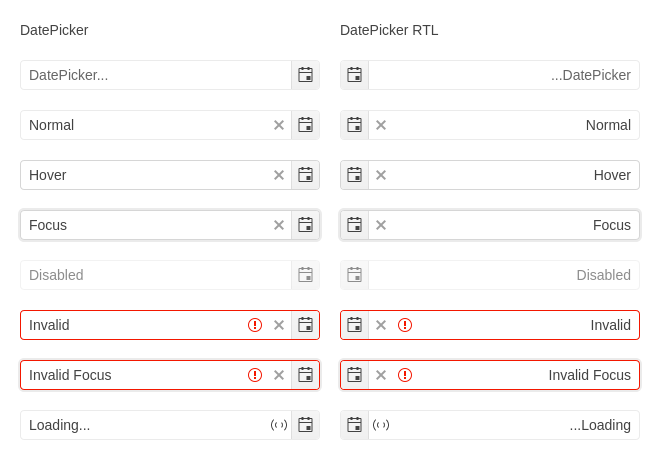 DatePicker
DatePicker...
Normal
Hover
Focus
Disabled
Invalid
Invalid Focus
Loading...
DatePicker RTL
...DatePicker
Normal
Hover
Focus
Disabled
Invalid
Invalid Focus
...Loading